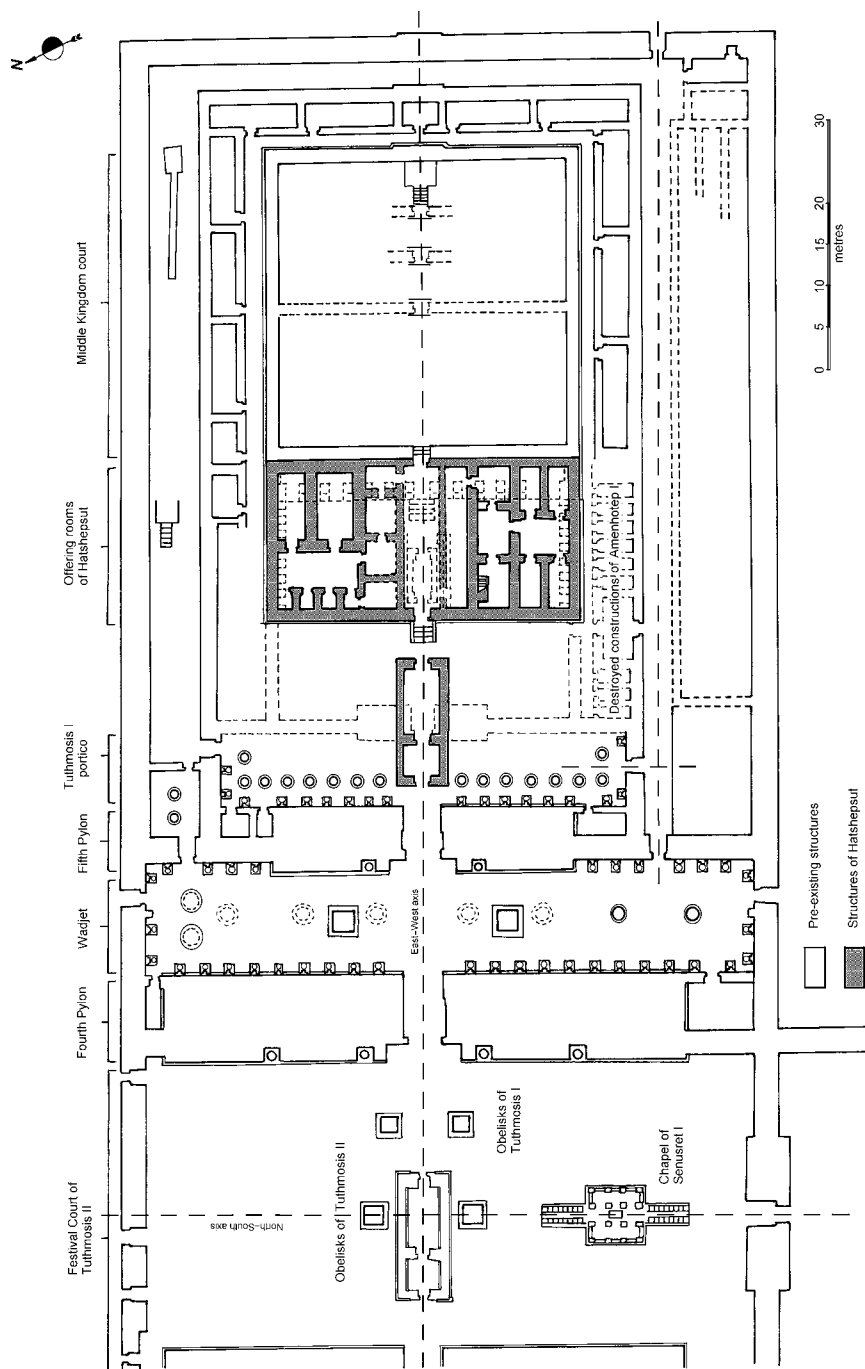 N
Middle Kingdom court
Offering rooms
of Hatshepsut
Tuthmosis I
portico
Fifth Pylon
Wadjet
Fourth Pylon
Festival Court of
Tuthmosis II
Destroyed constructions of Amenhotep I
East–West axis
North–South axis
Obelisks of Tuthmosis II
Obelisks of
Tuthmosis I
Chapel of
Senusret I
0 5 10 15 20 30
metres
Pre-existing structures
Structures of Hatshepsut